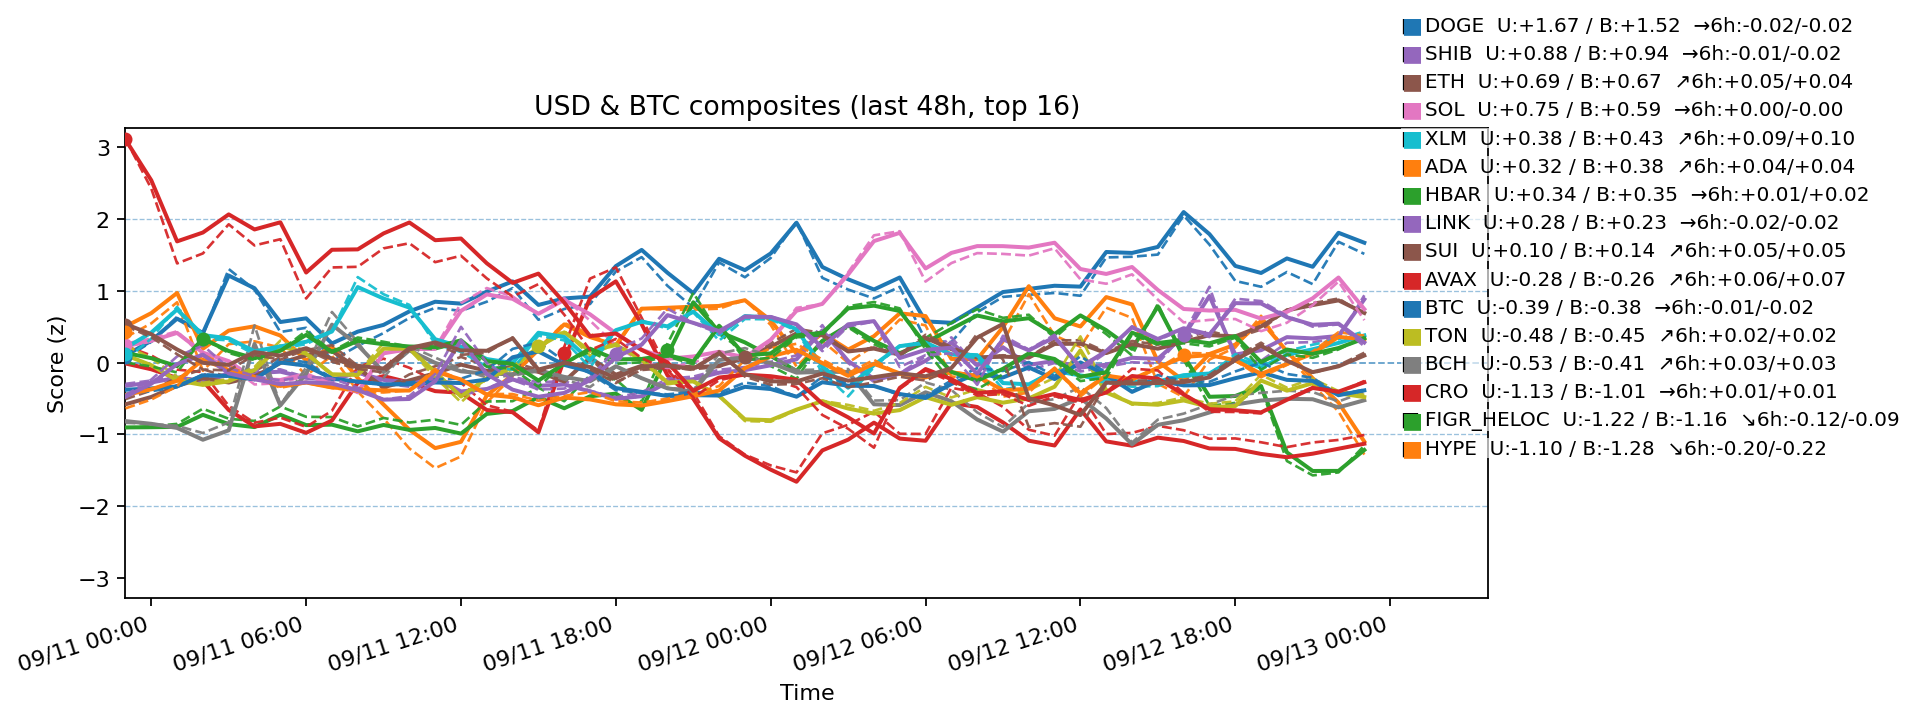 DOGE U:+1.67 / B:+1.52 →6h:-0.02/-0.02
SHIB U:+0.88 / B:+0.94 →6h:-0.01/-0.02
ETH U:+0.69 / B:+0.67 ↗6h:+0.05/+0.04
SOL U:+0.75 / B:+0.59 →6h:+0.00/-0.00
XLM U:+0.38 / B:+0.43 ↗6h:+0.09/+0.10
ADA U:+0.32 / B:+0.38 ↗6h:+0.04/+0.04
HBAR U:+0.34 / B:+0.35 →6h:+0.01/+0.02
LINK U:+0.28 / B:+0.23 →6h:-0.02/-0.02
SUI U:+0.10 / B:+0.14 ↗6h:+0.05/+0.05
AVAX U:-0.28 / B:-0.26 ↗6h:+0.06/+0.07
BTC U:-0.39 / B:-0.38 →6h:-0.01/-0.02
TON U:-0.48 / B:-0.45 ↗6h:+0.02/+0.02
BCH U:-0.53 / B:-0.41 ↗6h:+0.03/+0.03
CRO U:-1.13 / B:-1.01 →6h:+0.01/+0.01
FIGR_HELOC U:-1.22 / B:-1.16 ↘6h:-0.12/-0.09
HYPE U:-1.10 / B:-1.28 ↘6h:-0.20/-0.22
USD & BTC composites (last 48h, top 16)
Score (z)
3
2
1
0
−1
−2
−3
09/11 00:00
09/11 06:00
09/11 12:00
09/11 18:00
09/12 00:00
09/12 06:00
09/12 12:00
09/12 18:00
09/13 00:00
Time